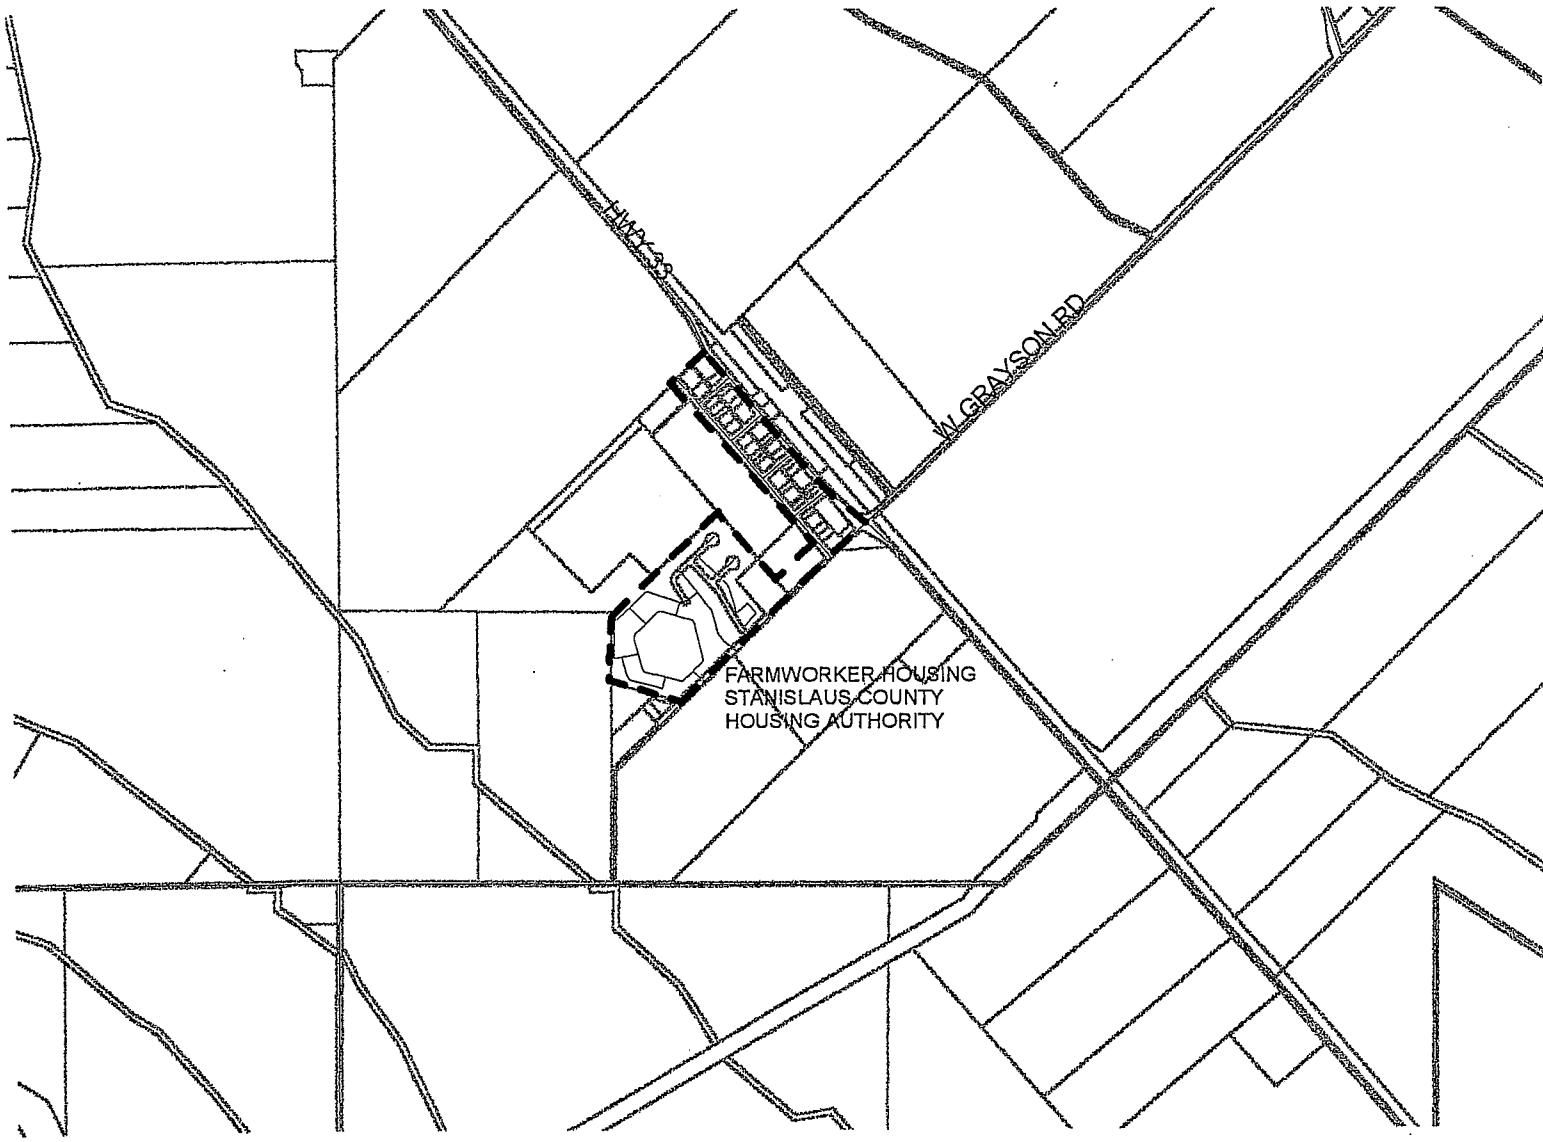 HWY 33
W GRAYSON RD
FARMWORKER HOUSING
STANISLAUS COUNTY
HOUSING AUTHORITY